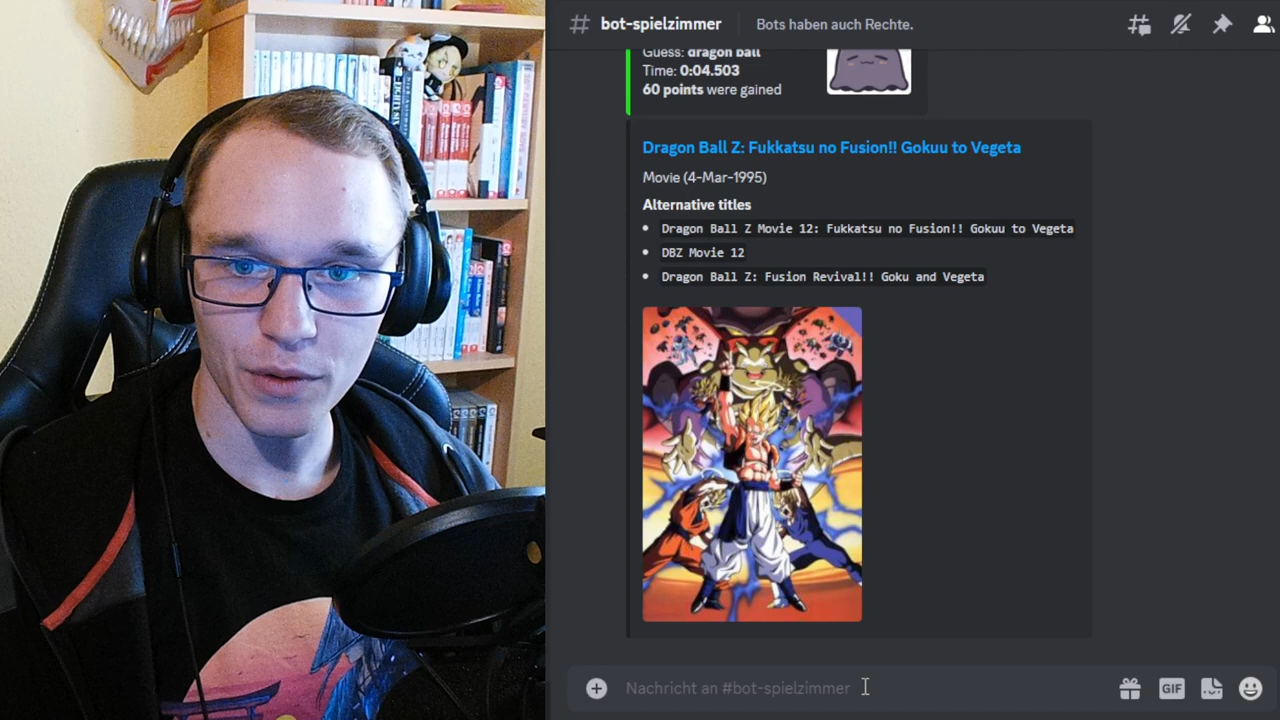 # bot-spielzimmer
Bots haben auch Rechte.
Guess: dragon ball
Time: 0:04.503
60 points were gained
Dragon Ball Z: Fukkatsu no Fusion!! Gokuu to Vegeta
Movie (4-Mar-1995)
Alternative titles
• Dragon Ball Z Movie 12: Fukkatsu no Fusion!! Gokuu to Vegeta
• DBZ Movie 12
• Dragon Ball Z: Fusion Revival!! Goku and Vegeta
Nachricht an #bot-spielzimmer
GIF